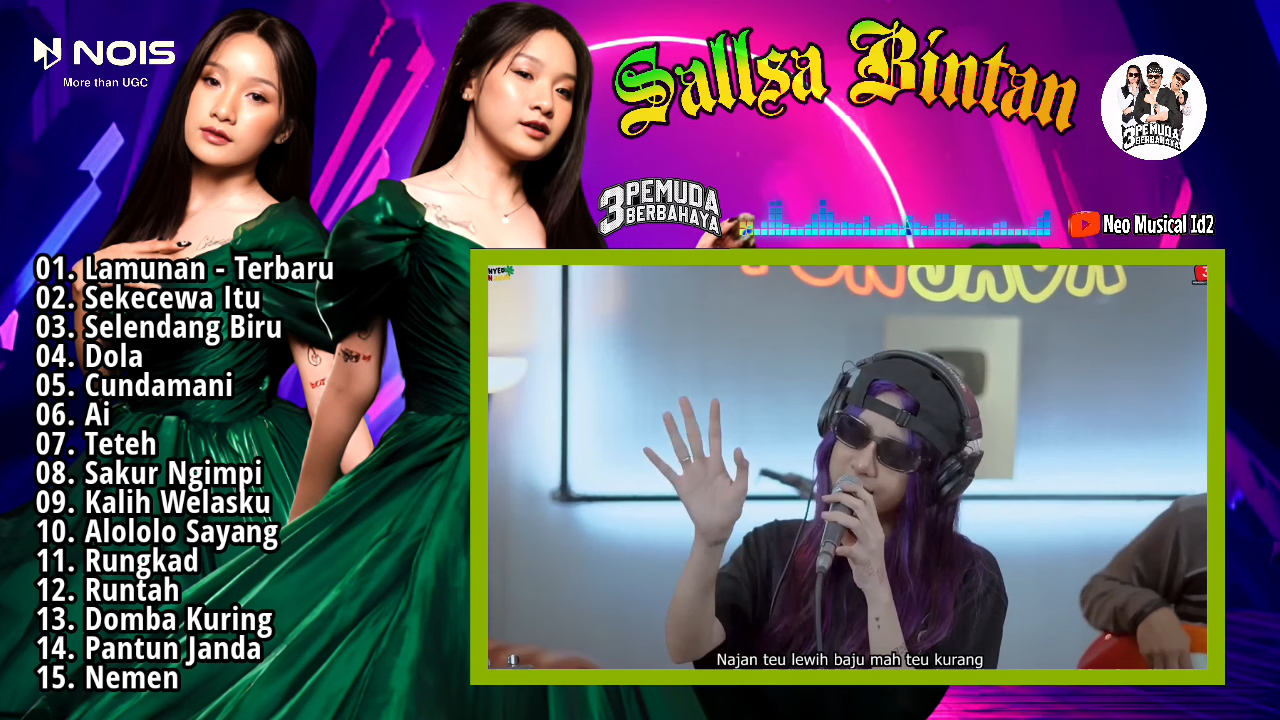 NOIS
More than UGC
Sallsa Bintan
3 PEMUDA
BERBAHAYA
3 PEMUDA
BERBAHAYA
Neo Musical Id2
01. Lamunan - Terbaru
02. Sekecewa Itu
03. Selendang Biru
04. Dola
05. Cundamani
06. Ai
07. Teteh
08. Sakur Ngimpi
09. Kalih Welasku
10. Alololo Sayang
11. Rungkad
12. Runtah
13. Domba Kuring
14. Pantun Janda
15. Nemen
Najan teu lewih baju mah teu kurang